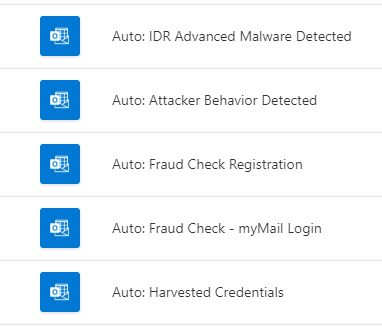 Auto: IDR Advanced Malware Detected
Auto: Attacker Behavior Detected
Auto: Fraud Check Registration
Auto: Fraud Check - myMail Login
Auto: Harvested Credentials